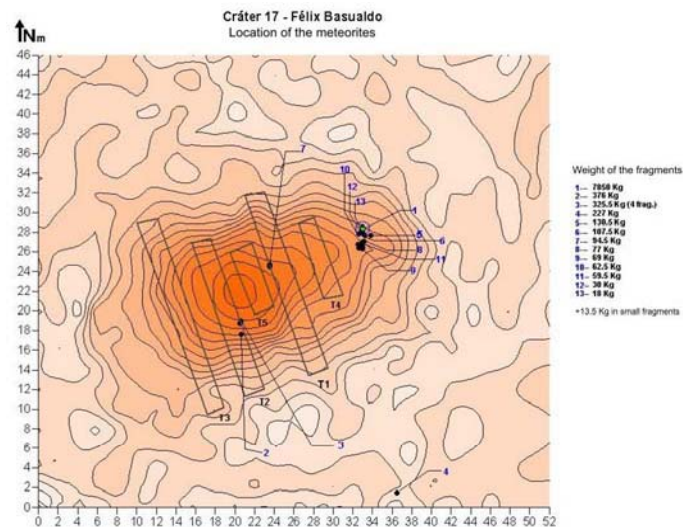 Cráter 17 - Félix Basualdo
Location of the meteorites
Nm
46
44
42
40
38
36
34
32
30
28
26
24
22
20
18
16
14
12
10
8
6
4
2
0
0 2 4 6 8 10 12 14 16 18 20 22 24 26 28 30 32 34 36 38 40 42 44 46 48 50 52
7
10
12
13
1
5
6
8
11
9
T4
T5
T1
T2
T3
2
3
4
Weight of the fragments
1-- 7850 Kg
2-- 376 Kg
3-- 325.5 Kg (4 frag.)
4-- 227 Kg
5-- 130.5 Kg
6-- 107.5 Kg
7-- 94.5 Kg
8-- 77 Kg
9-- 69 Kg
10-- 62.5 Kg
11-- 59.5 Kg
12-- 30 Kg
13-- 18 Kg
+13.5 Kg in small fragments